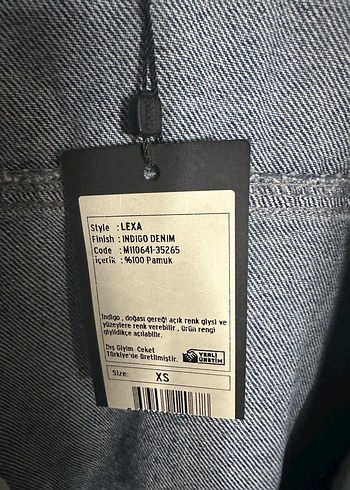 Style : LEXA
Finish : INDIGO DENIM
Code : M110641-35265
İçerik : %100 Pamuk
İndigo , doğası gereği açık renk giysi ve
yüzeylere renk verebilir , ürün rengi
giyildikçe açılabilir.
Dış Giyim Ceket
Türkiye'de üretilmiştir.
YERLİ
ÜRETİM
Size: XS